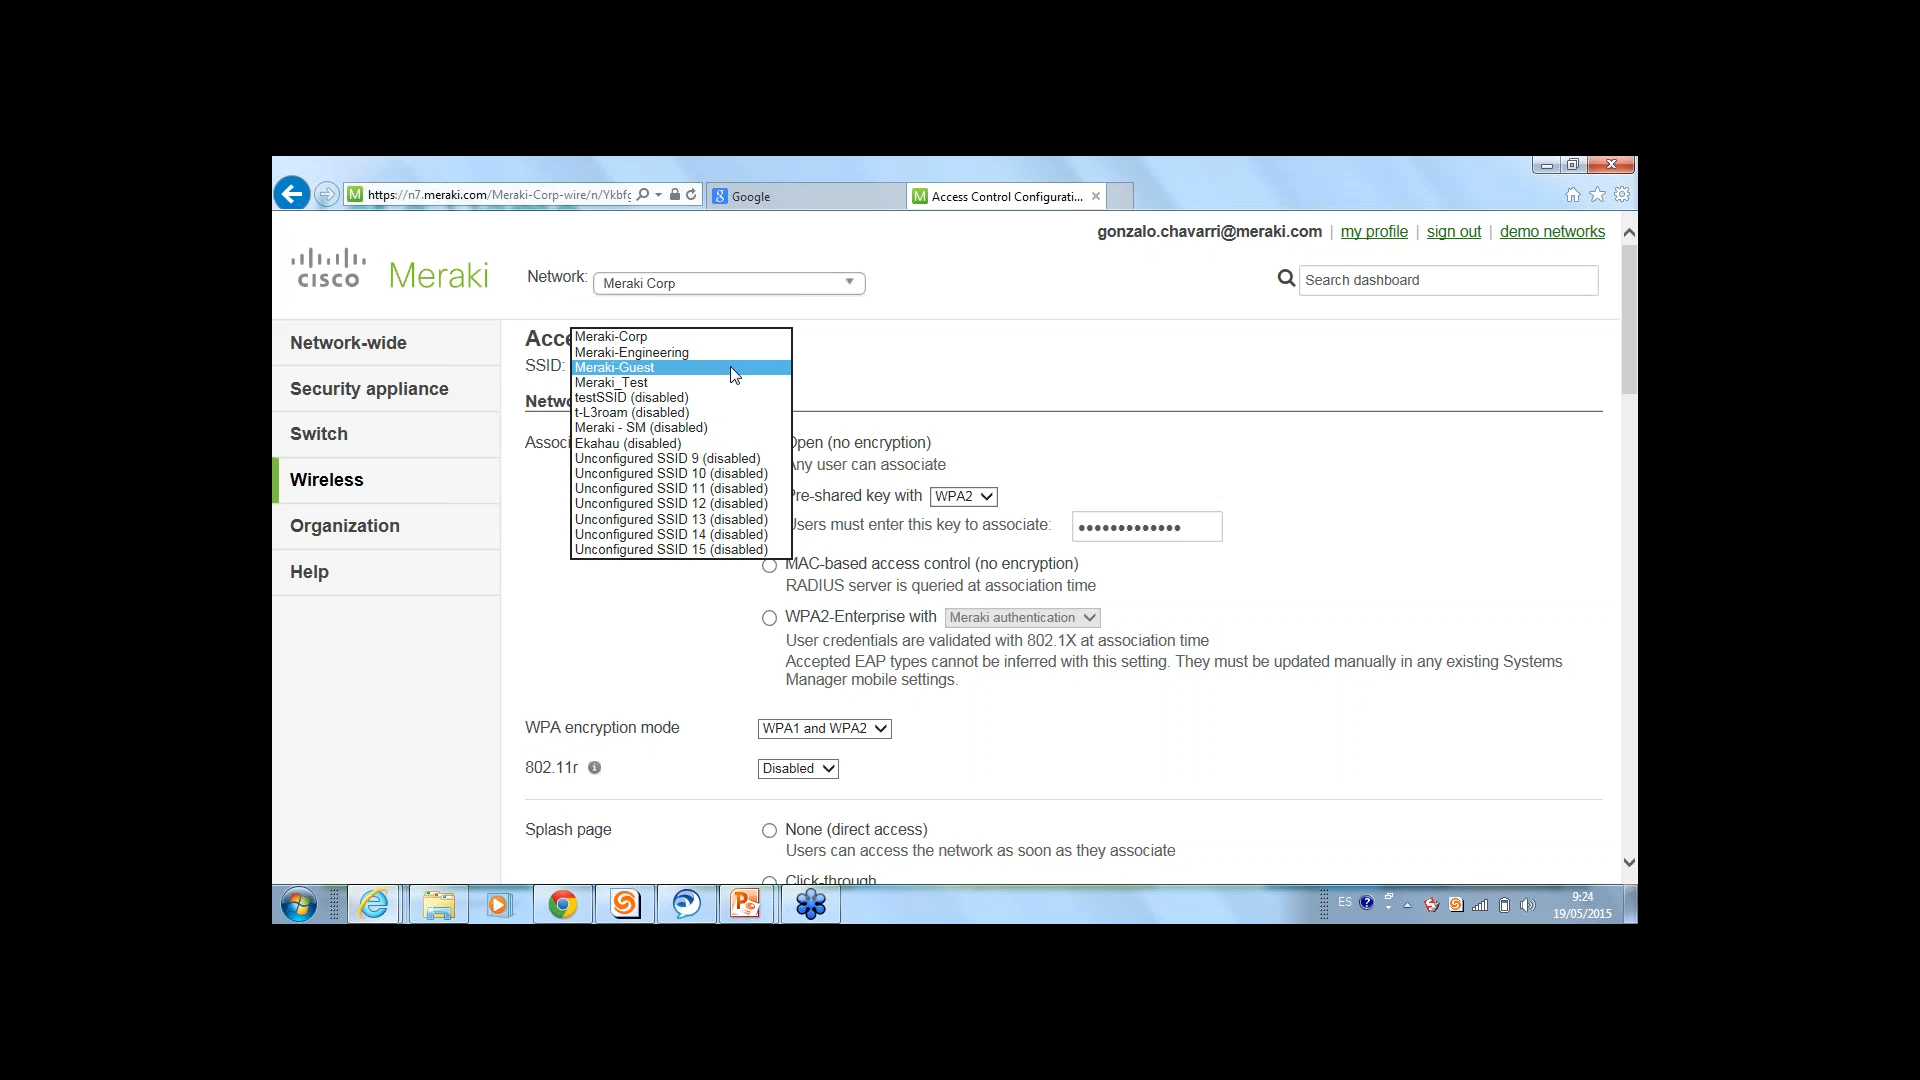 https://n7.meraki.com/Meraki-Corp-wire/n/Ykbfg
Google
Access Control Configurati...
gonzalo.chavarri@meraki.com | my profile | sign out | demo networks
cisco Meraki
Network: Meraki Corp
Search dashboard
Network-wide
Security appliance
Switch
Wireless
Organization
Help
Acce
SSID:
Netwo
Associ
Meraki-Corp
Meraki-Engineering
Meraki-Guest
Meraki_Test
testSSID (disabled)
t-L3roam (disabled)
Meraki - SM (disabled)
Ekahau (disabled)
Unconfigured SSID 9 (disabled)
Unconfigured SSID 10 (disabled)
Unconfigured SSID 11 (disabled)
Unconfigured SSID 12 (disabled)
Unconfigured SSID 13 (disabled)
Unconfigured SSID 14 (disabled)
Unconfigured SSID 15 (disabled)
Open (no encryption)
Any user can associate
Pre-shared key with WPA2
Users must enter this key to associate: •••••••••••••
MAC-based access control (no encryption)
RADIUS server is queried at association time
WPA2-Enterprise with Meraki authentication
User credentials are validated with 802.1X at association time
Accepted EAP types cannot be inferred with this setting. They must be updated manually in any existing Systems
Manager mobile settings.
WPA encryption mode WPA1 and WPA2
802.11r Disabled
Splash page
None (direct access)
Users can access the network as soon as they associate
Click-through
ES
9:24
19/05/2015